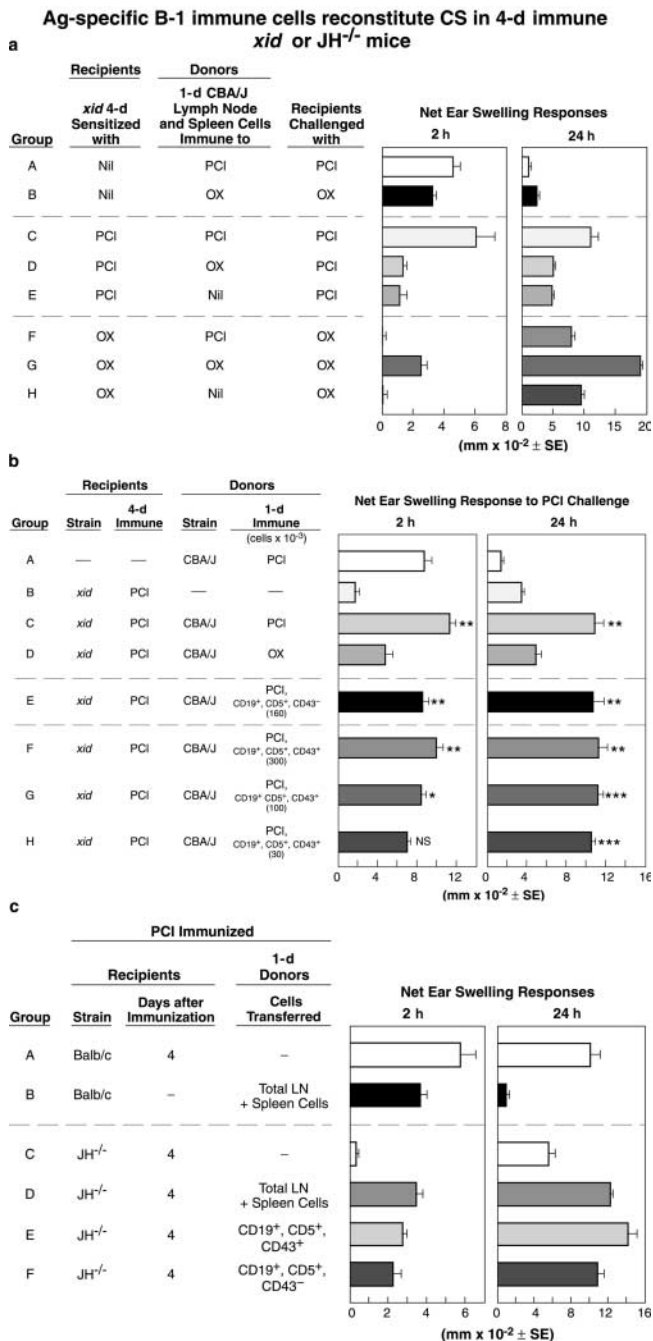 Ag-specific B-1 immune cells reconstitute CS in 4-d immune
xid or JH-/- mice
a
Recipients Donors
xid 4-d Sensitized with
1-d CBA/J Lymph Node and Spleen Cells Immune to
Recipients Challenged with
Net Ear Swelling Responses
Group 2 h 24 h
A Nil PCl PCl
B Nil OX OX
C PCl PCl PCl
D PCl OX PCl
E PCl Nil PCl
F OX PCl OX
G OX OX OX
H OX Nil OX
0 2 4 6 8 0 5 10 15 20
(mm x 10-2 ± SE)
b
Recipients Donors
Net Ear Swelling Response to PCl Challenge
Group Strain 4-d Immune Strain 1-d Immune 2 h 24 h
(cells x 10-3)
A — — CBA/J PCl
B xid PCl — —
C xid PCl CBA/J PCl ** **
D xid PCl CBA/J OX
E xid PCl CBA/J PCl, CD19+, CD5+, CD43− (160) ** **
F xid PCl CBA/J PCl, CD19+, CD5+, CD43+ (300) ** **
G xid PCl CBA/J PCl, CD19+ CD5+, CD43+ (100) * ***
H xid PCl CBA/J PCl, CD19+, CD5+, CD43+ (30) NS ***
0 4 8 12 0 4 8 12 16
(mm x 10-2 ± SE)
c
PCl Immunized
Recipients 1-d Donors
Net Ear Swelling Responses
Group Strain Days after Immunization Cells Transferred 2 h 24 h
A Balb/c 4 –
B Balb/c – Total LN + Spleen Cells
C JH-/- 4 –
D JH-/- 4 Total LN + Spleen Cells
E JH-/- 4 CD19+, CD5+, CD43+
F JH-/- 4 CD19+, CD5+, CD43−
0 2 4 6 0 4 8 12 16
(mm x 10-2 ± SE)